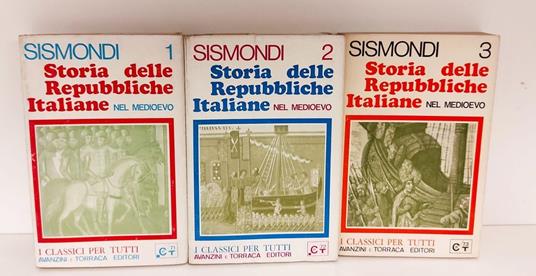 SISMONDI 1
Storia delle
Repubbliche
Italiane NEL MEDIOEVO
I CLASSICI PER TUTTI
AVANZINI E TORRACA EDITORI
SISMONDI 2
Storia delle
Repubbliche
Italiane NEL MEDIOEVO
I CLASSICI PER TUTTI
AVANZINI E TORRACA EDITORI
SISMONDI 3
Storia delle
Repubbliche
Italiane NEL MEDIOEVO
I CLASSICI PER TUTTI
AVANZINI E TORRACA EDITORI